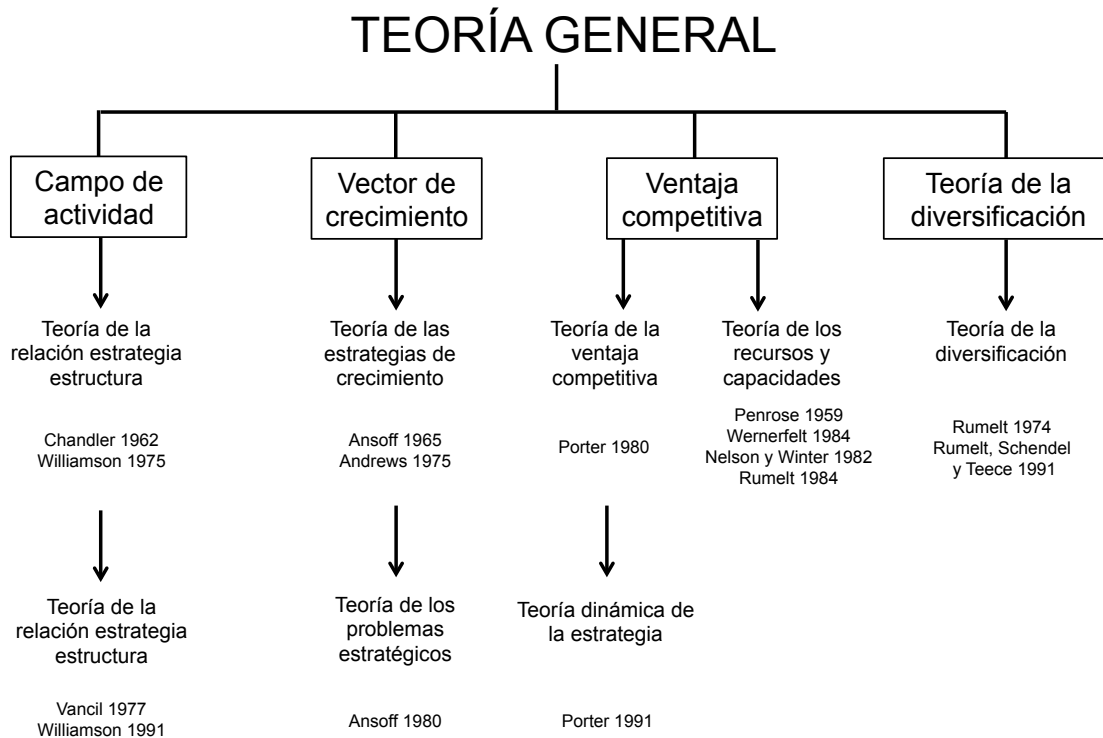 TEORÍA GENERAL
Campo de
actividad
Vector de
crecimiento
Ventaja
competitiva
Teoría de la
diversificación
Teoría de la
relación estrategia
estructura
Teoría de las
estrategias de
crecimiento
Teoría de la
ventaja
competitiva
Teoría de los
recursos y
capacidades
Teoría de la
diversificación
Chandler 1962
Williamson 1975
Ansoff 1965
Andrews 1975
Porter 1980
Penrose 1959
Wernerfelt 1984
Nelson y Winter 1982
Rumelt 1984
Rumelt 1974
Rumelt, Schendel
y Teece 1991
Teoría de la
relación estrategia
estructura
Teoría de los
problemas
estratégicos
Teoría dinámica de
la estrategia
Vancil 1977
Williamson 1991
Ansoff 1980
Porter 1991